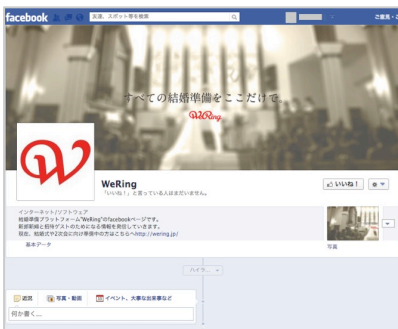 facebook
友達、スポット等を検索
ご意見・ご
すべての結婚準備をここだけで。
WeRing
W
WeRing
「いいね！」と言っている人はまだいません。
いいね！
インターネット/ソフトウェア
結婚準備プラットフォーム"WeRing"のfacebookページです。
新郎新婦と招待ゲストのためになる情報を発信していきます。
現在、結婚式や2次会に向け準備中の方はこちらへhttp://wering.jp/
基本データ
写真
ハイラ...
近況
写真・動画
イベント、大事な出来事など
何か書く...